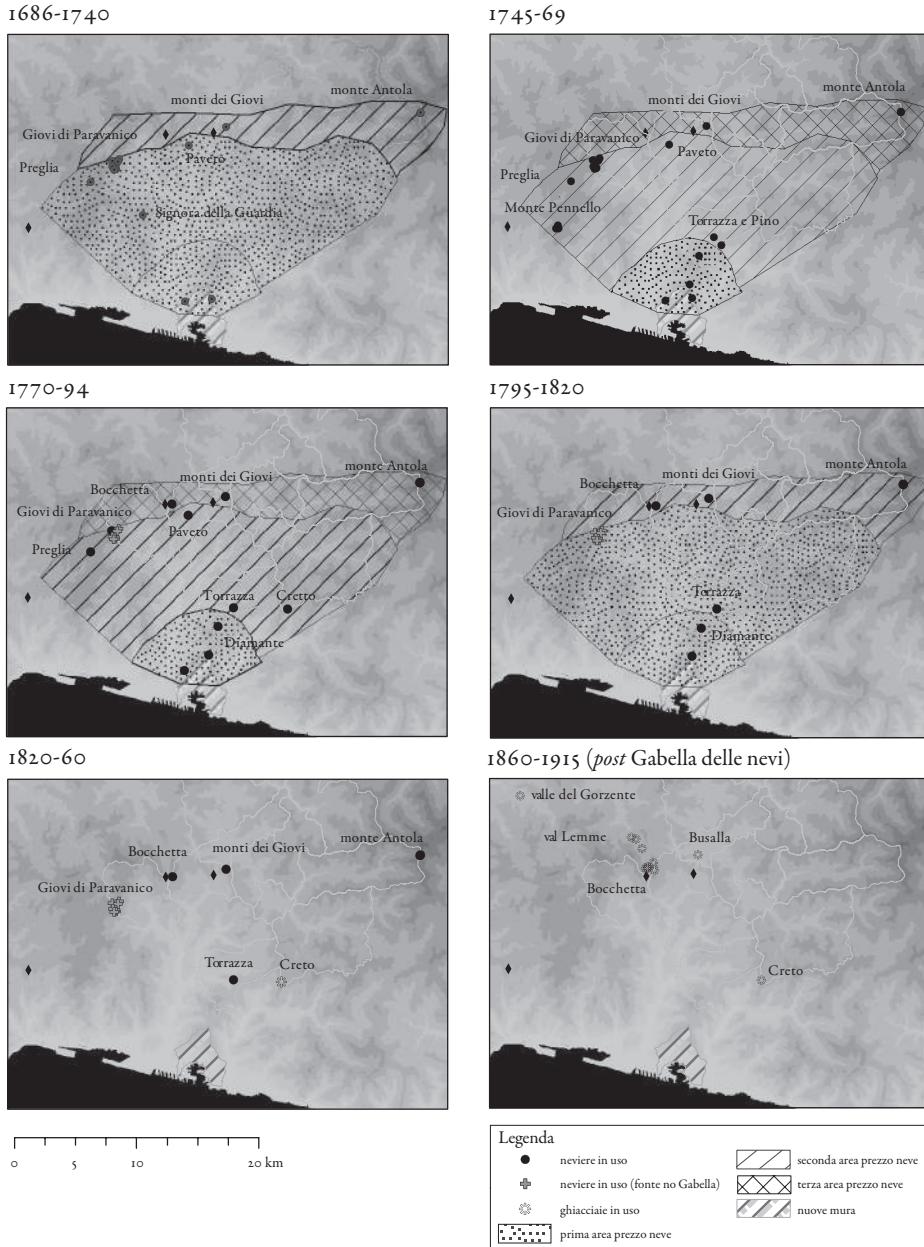 1686-1740
monte Antola
monti dei Giovi
Giovi di Paravanico
Paveto
Preglia
Signora della Guardia
1745-69
monte Antola
monti dei Giovi
Giovi di Paravanico
Paveto
Preglia
Monte Pennello
Torrazza e Pino
1770-94
monte Antola
monti dei Giovi
Bocchetta
Giovi di Paravanico
Paveto
Preglia
Torrazza
Cretto
Diamante
1795-1820
monte Antola
monti dei Giovi
Bocchetta
Giovi di Paravanico
Torrazza
Diamante
1820-60
monte Antola
monti dei Giovi
Bocchetta
Giovi di Paravanico
Torrazza
Creto
1860-1915 (post Gabella delle nevi)
valle del Gorzente
val Lemme
Busalla
Bocchetta
Creto
0 5 10 20 km
Legenda
neviere in uso
neviere in uso (fonte no Gabella)
ghiacciaie in uso
prima area prezzo neve
seconda area prezzo neve
terza area prezzo neve
nuove mura